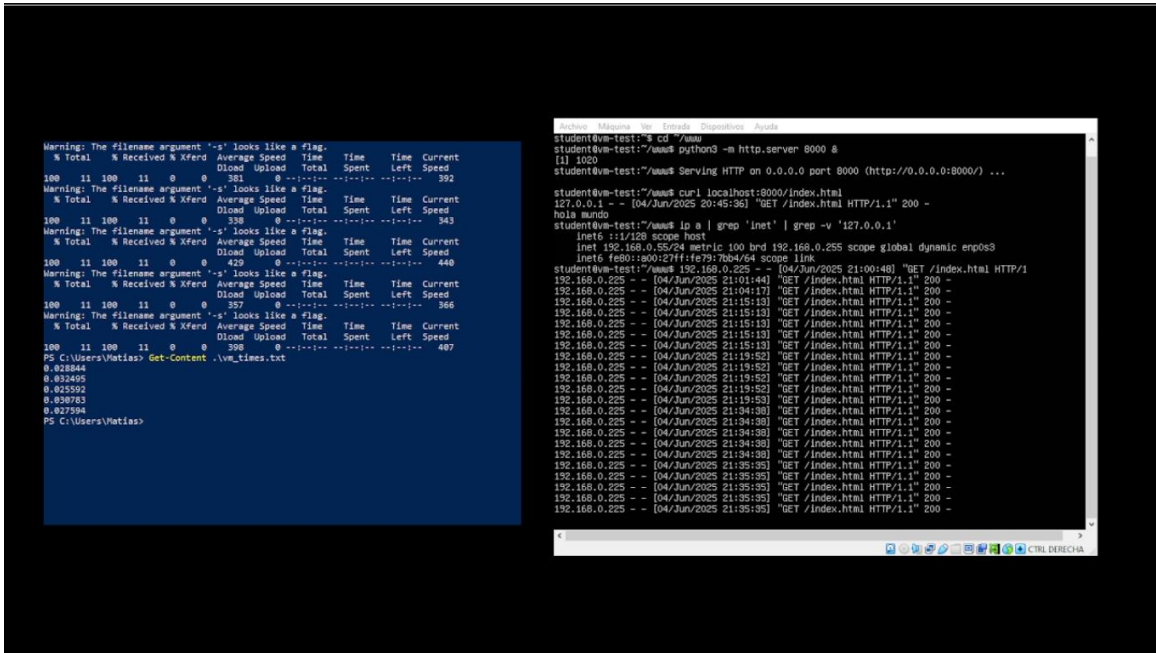 Warning: The filename argument '-s' looks like a flag.
% Total % Received % Xferd Average Speed Time Time Time Current
Dload Upload Total Spent Left Speed
100 11 100 11 0 0 381 0 --:--:-- --:--:-- --:--:-- 392
Warning: The filename argument '-s' looks like a flag.
% Total % Received % Xferd Average Speed Time Time Time Current
Dload Upload Total Spent Left Speed
100 11 100 11 0 0 338 0 --:--:-- --:--:-- --:--:-- 343
Warning: The filename argument '-s' looks like a flag.
% Total % Received % Xferd Average Speed Time Time Time Current
Dload Upload Total Spent Left Speed
100 11 100 11 0 0 429 0 --:--:-- --:--:-- --:--:-- 440
Warning: The filename argument '-s' looks like a flag.
% Total % Received % Xferd Average Speed Time Time Time Current
Dload Upload Total Spent Left Speed
100 11 100 11 0 0 357 0 --:--:-- --:--:-- --:--:-- 366
Warning: The filename argument '-s' looks like a flag.
% Total % Received % Xferd Average Speed Time Time Time Current
Dload Upload Total Spent Left Speed
100 11 100 11 0 0 398 0 --:--:-- --:--:-- --:--:-- 407
PS C:\Users\Matias> Get-Content .\vm_times.txt
0.028844
0.032495
0.025592
0.030783
0.027594
PS C:\Users\Matias>
Archivo Máquina Ver Entrada Dispositivos Ayuda
student@vm-test:~$ cd ~/www
student@vm-test:~/www$ python3 -m http.server 8000 &
[1] 1020
student@vm-test:~/www$ Serving HTTP on 0.0.0.0 port 8000 (http://0.0.0.0:8000/) ...
student@vm-test:~/www$ curl localhost:8000/index.html
127.0.0.1 - - [04/Jun/2025 20:45:36] "GET /index.html HTTP/1.1" 200 -
hola mundo
student@vm-test:~/www$ ip a | grep 'inet' | grep -v '127.0.0.1'
inet6 ::1/128 scope host
inet 192.168.0.55/24 metric 100 brd 192.168.0.255 scope global dynamic enp0s3
inet6 fe80::a00:27ff:fe79:7bb4/64 scope link
student@vm-test:~/www$ 192.168.0.225 - - [04/Jun/2025 21:00:48] "GET /index.html HTTP/1
192.168.0.225 - - [04/Jun/2025 21:01:44] "GET /index.html HTTP/1.1" 200 -
192.168.0.225 - - [04/Jun/2025 21:04:17] "GET /index.html HTTP/1.1" 200 -
192.168.0.225 - - [04/Jun/2025 21:15:13] "GET /index.html HTTP/1.1" 200 -
192.168.0.225 - - [04/Jun/2025 21:15:13] "GET /index.html HTTP/1.1" 200 -
192.168.0.225 - - [04/Jun/2025 21:15:13] "GET /index.html HTTP/1.1" 200 -
192.168.0.225 - - [04/Jun/2025 21:15:13] "GET /index.html HTTP/1.1" 200 -
192.168.0.225 - - [04/Jun/2025 21:15:13] "GET /index.html HTTP/1.1" 200 -
192.168.0.225 - - [04/Jun/2025 21:19:52] "GET /index.html HTTP/1.1" 200 -
192.168.0.225 - - [04/Jun/2025 21:19:52] "GET /index.html HTTP/1.1" 200 -
192.168.0.225 - - [04/Jun/2025 21:19:52] "GET /index.html HTTP/1.1" 200 -
192.168.0.225 - - [04/Jun/2025 21:19:52] "GET /index.html HTTP/1.1" 200 -
192.168.0.225 - - [04/Jun/2025 21:19:53] "GET /index.html HTTP/1.1" 200 -
192.168.0.225 - - [04/Jun/2025 21:34:38] "GET /index.html HTTP/1.1" 200 -
192.168.0.225 - - [04/Jun/2025 21:34:38] "GET /index.html HTTP/1.1" 200 -
192.168.0.225 - - [04/Jun/2025 21:34:38] "GET /index.html HTTP/1.1" 200 -
192.168.0.225 - - [04/Jun/2025 21:34:38] "GET /index.html HTTP/1.1" 200 -
192.168.0.225 - - [04/Jun/2025 21:34:38] "GET /index.html HTTP/1.1" 200 -
192.168.0.225 - - [04/Jun/2025 21:35:35] "GET /index.html HTTP/1.1" 200 -
192.168.0.225 - - [04/Jun/2025 21:35:35] "GET /index.html HTTP/1.1" 200 -
192.168.0.225 - - [04/Jun/2025 21:35:35] "GET /index.html HTTP/1.1" 200 -
192.168.0.225 - - [04/Jun/2025 21:35:35] "GET /index.html HTTP/1.1" 200 -
192.168.0.225 - - [04/Jun/2025 21:35:35] "GET /index.html HTTP/1.1" 200 -
CTRL DERECHA